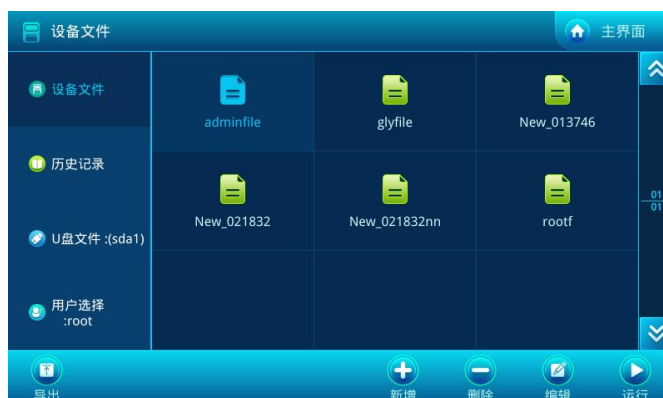 设备文件
主界面
设备文件
历史记录
U盘文件 :(sda1)
用户选择
:root
adminfile
glyfile
New_013746
New_021832
New_021832nn
rootf
01
01
导出
新增
删除
编辑
运行